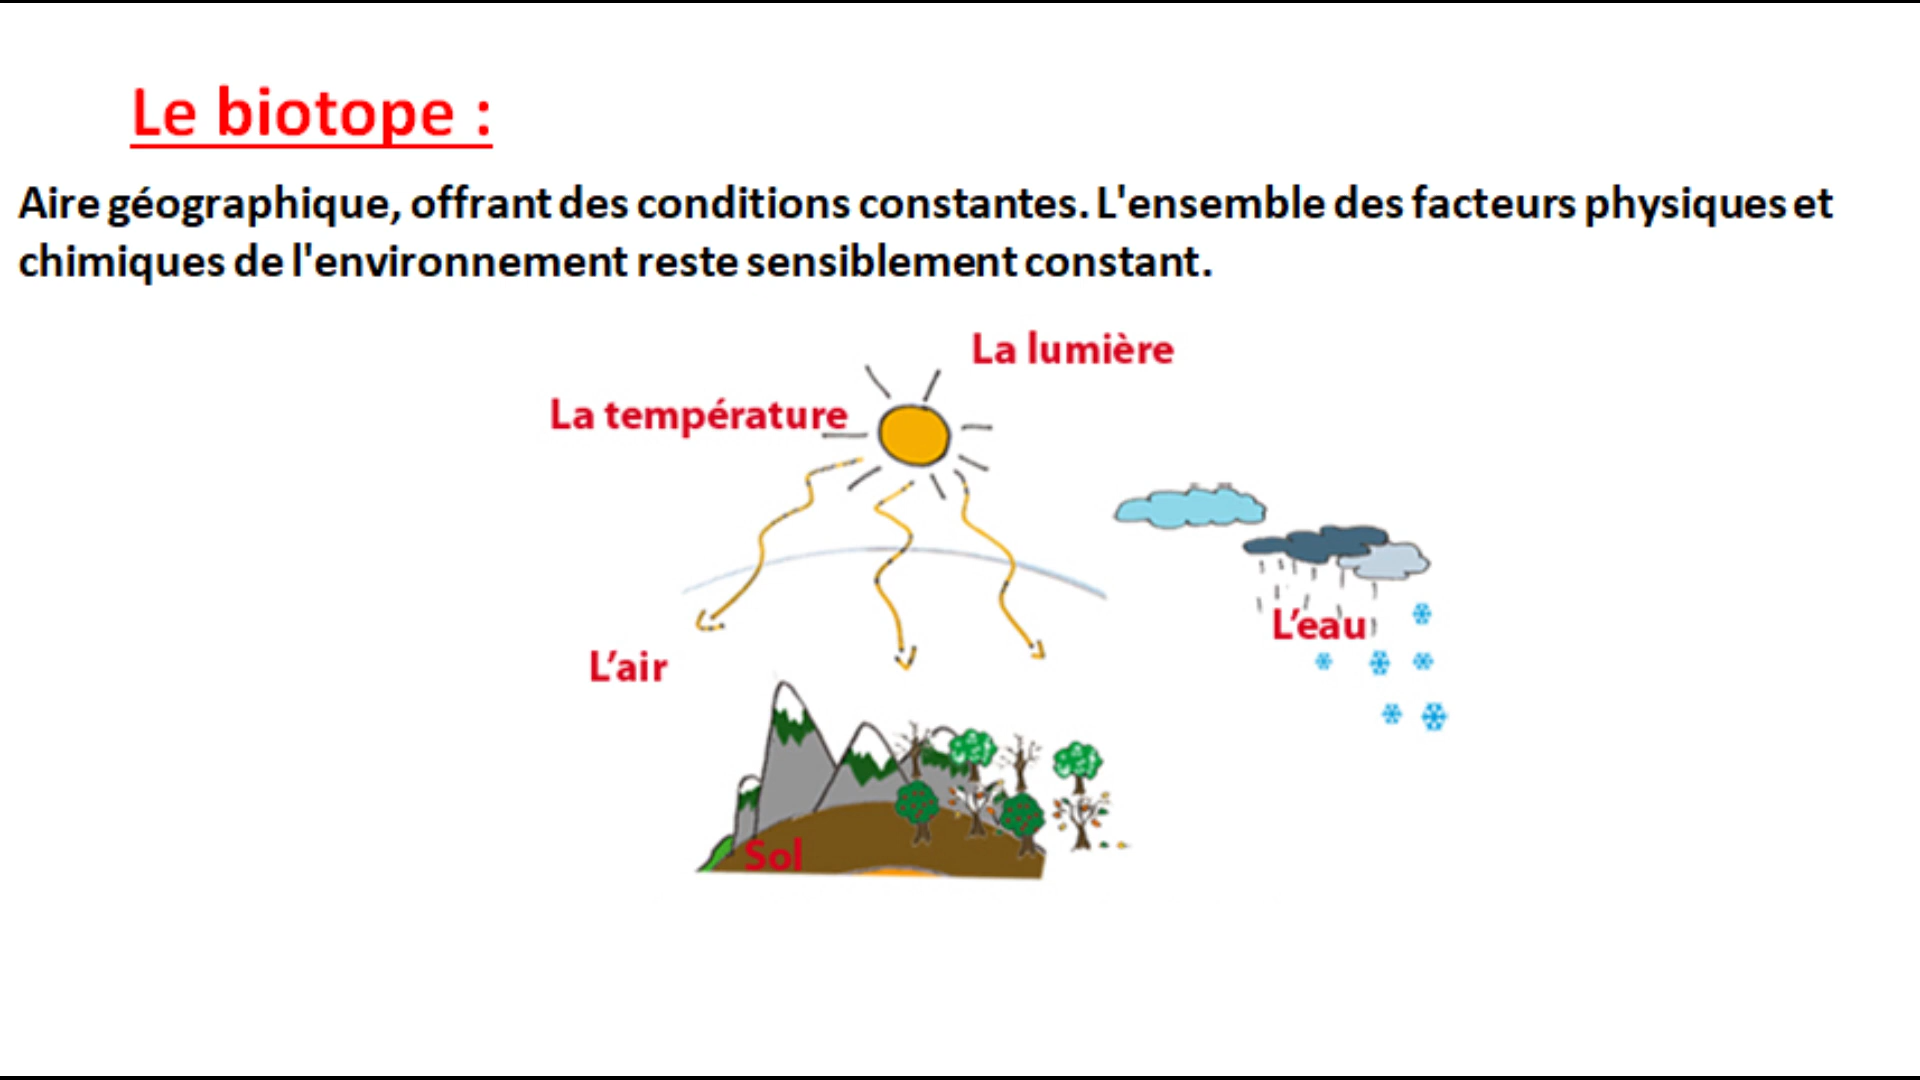 Le biotope :
Aire géographique, offrant des conditions constantes. L'ensemble des facteurs physiques et
chimiques de l'environnement reste sensiblement constant.
La lumière
La température
L'eau
L'air
Sol